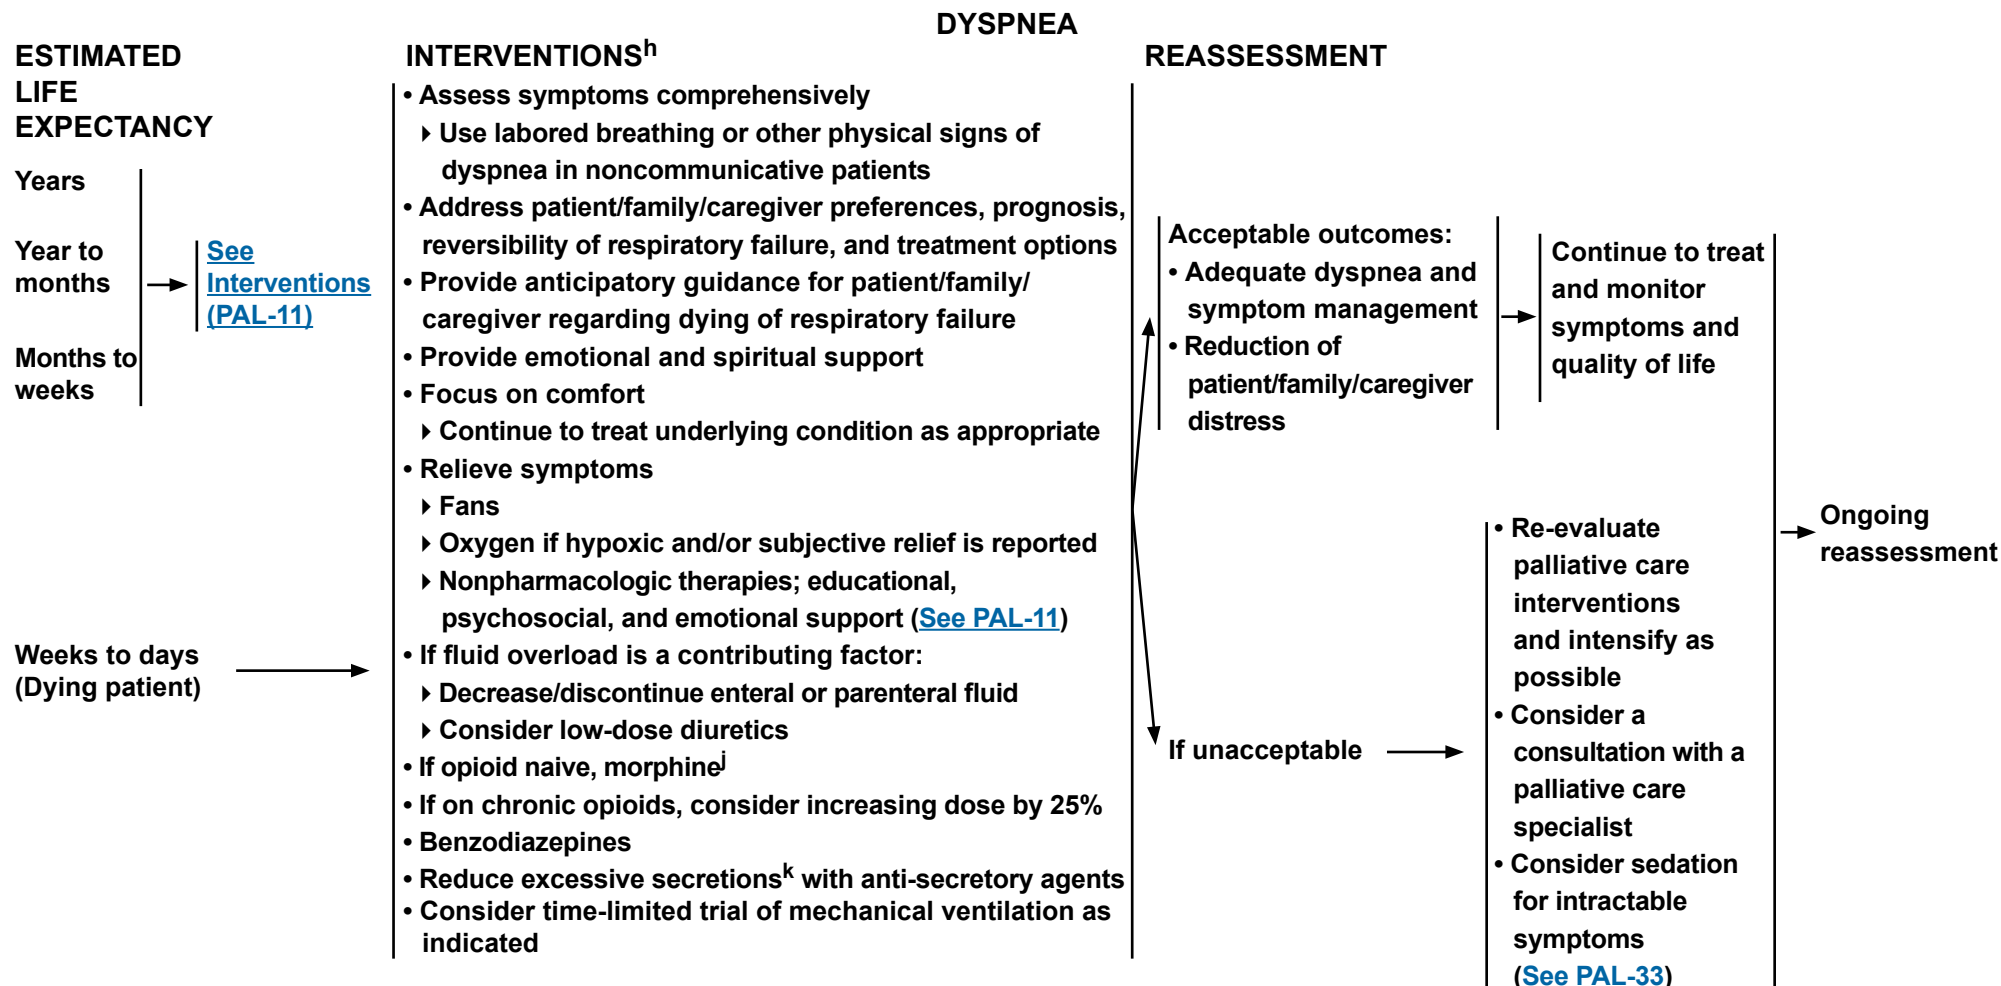 DYSPNEA
ESTIMATED
LIFE
EXPECTANCY
Years
Year to
months
Months to
weeks
See
Interventions
(PAL-11)
Weeks to days
(Dying patient)
INTERVENTIONSʰ
• Assess symptoms comprehensively
▸ Use labored breathing or other physical signs of
dyspnea in noncommunicative patients
• Address patient/family/caregiver preferences, prognosis,
reversibility of respiratory failure, and treatment options
• Provide anticipatory guidance for patient/family/
caregiver regarding dying of respiratory failure
• Provide emotional and spiritual support
• Focus on comfort
▸ Continue to treat underlying condition as appropriate
• Relieve symptoms
▸ Fans
▸ Oxygen if hypoxic and/or subjective relief is reported
▸ Nonpharmacologic therapies; educational,
psychosocial, and emotional support (See PAL-11)
• If fluid overload is a contributing factor:
▸ Decrease/discontinue enteral or parenteral fluid
▸ Consider low-dose diuretics
• If opioid naive, morphineʲ
• If on chronic opioids, consider increasing dose by 25%
• Benzodiazepines
• Reduce excessive secretionsᵏ with anti-secretory agents
• Consider time-limited trial of mechanical ventilation as
indicated
REASSESSMENT
Acceptable outcomes:
• Adequate dyspnea and
symptom management
• Reduction of
patient/family/caregiver
distress
Continue to treat
and monitor
symptoms and
quality of life
If unacceptable
• Re-evaluate
palliative care
interventions
and intensify as
possible
• Consider a
consultation with a
palliative care
specialist
• Consider sedation
for intractable
symptoms
(See PAL-33)
Ongoing
reassessment